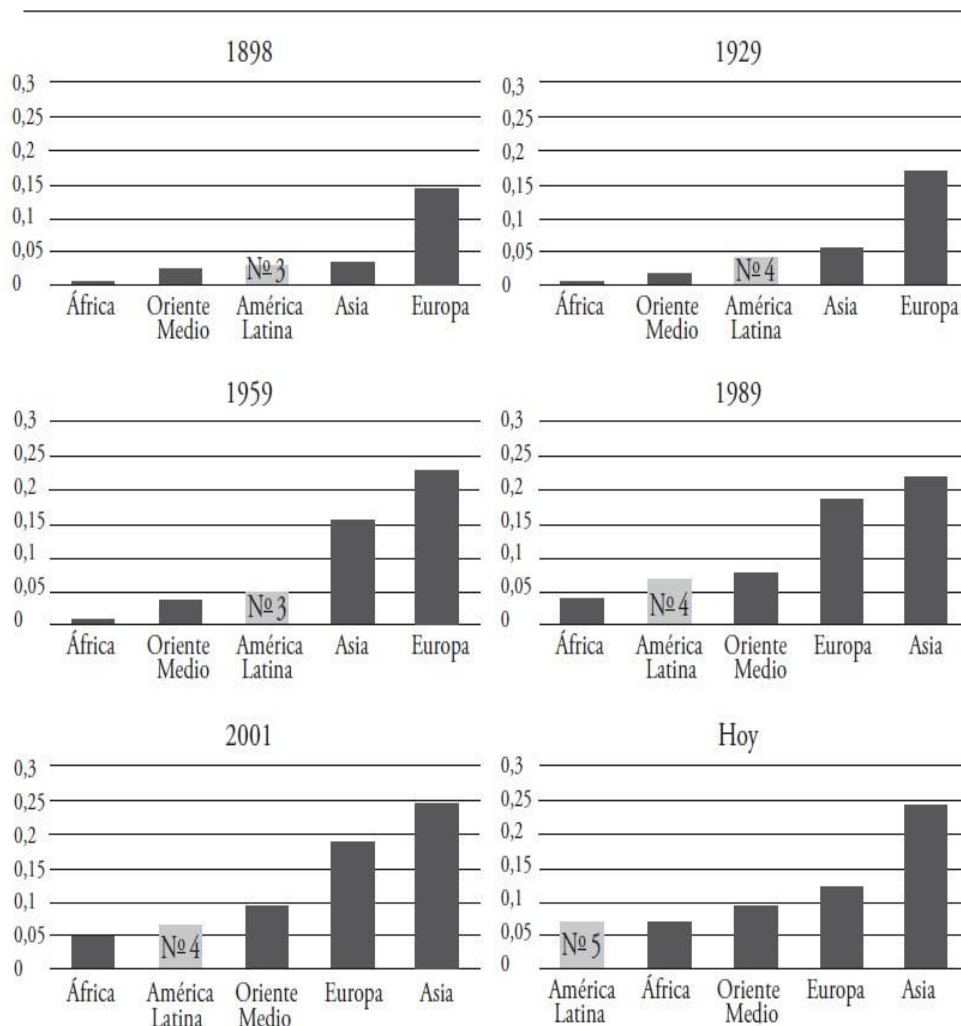 1898
0,3
0,25
0,2
0,15
0,1
0,05
0
Nº 3
África
Oriente
Medio
América
Latina
Asia
Europa
1929
0,3
0,25
0,2
0,15
0,1
0,05
0
Nº 4
África
Oriente
Medio
América
Latina
Asia
Europa
1959
0,3
0,25
0,2
0,15
0,1
0,05
0
Nº 3
África
Oriente
Medio
América
Latina
Asia
Europa
1989
0,3
0,25
0,2
0,15
0,1
0,05
0
Nº 4
África
América
Latina
Oriente
Medio
Europa
Asia
2001
0,3
0,25
0,2
0,15
0,1
0,05
0
Nº 4
África
América
Latina
Oriente
Medio
Europa
Asia
Hoy
0,3
0,25
0,2
0,15
0,1
0,05
0
Nº 5
América
Latina
África
Oriente
Medio
Europa
Asia